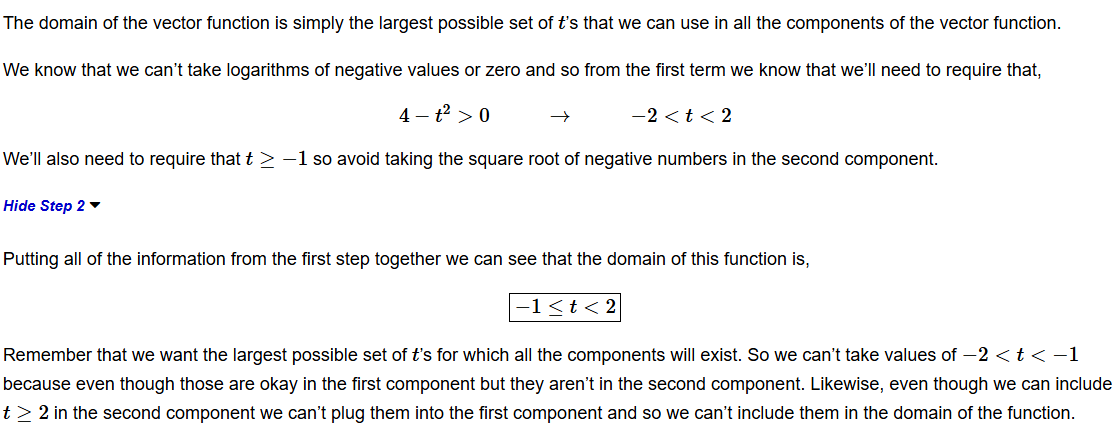 The domain of the vector function is simply the largest possible set of t's that we can use in all the components of the vector function.
We know that we can't take logarithms of negative values or zero and so from the first term we know that we'll need to require that,
4 − t² > 0 → −2 < t < 2
We'll also need to require that t ≥ −1 so avoid taking the square root of negative numbers in the second component.
Hide Step 2 ▾
Putting all of the information from the first step together we can see that the domain of this function is,
−1 ≤ t < 2
Remember that we want the largest possible set of t's for which all the components will exist. So we can't take values of −2 < t < −1
because even though those are okay in the first component but they aren't in the second component. Likewise, even though we can include
t ≥ 2 in the second component we can't plug them into the first component and so we can't include them in the domain of the function.